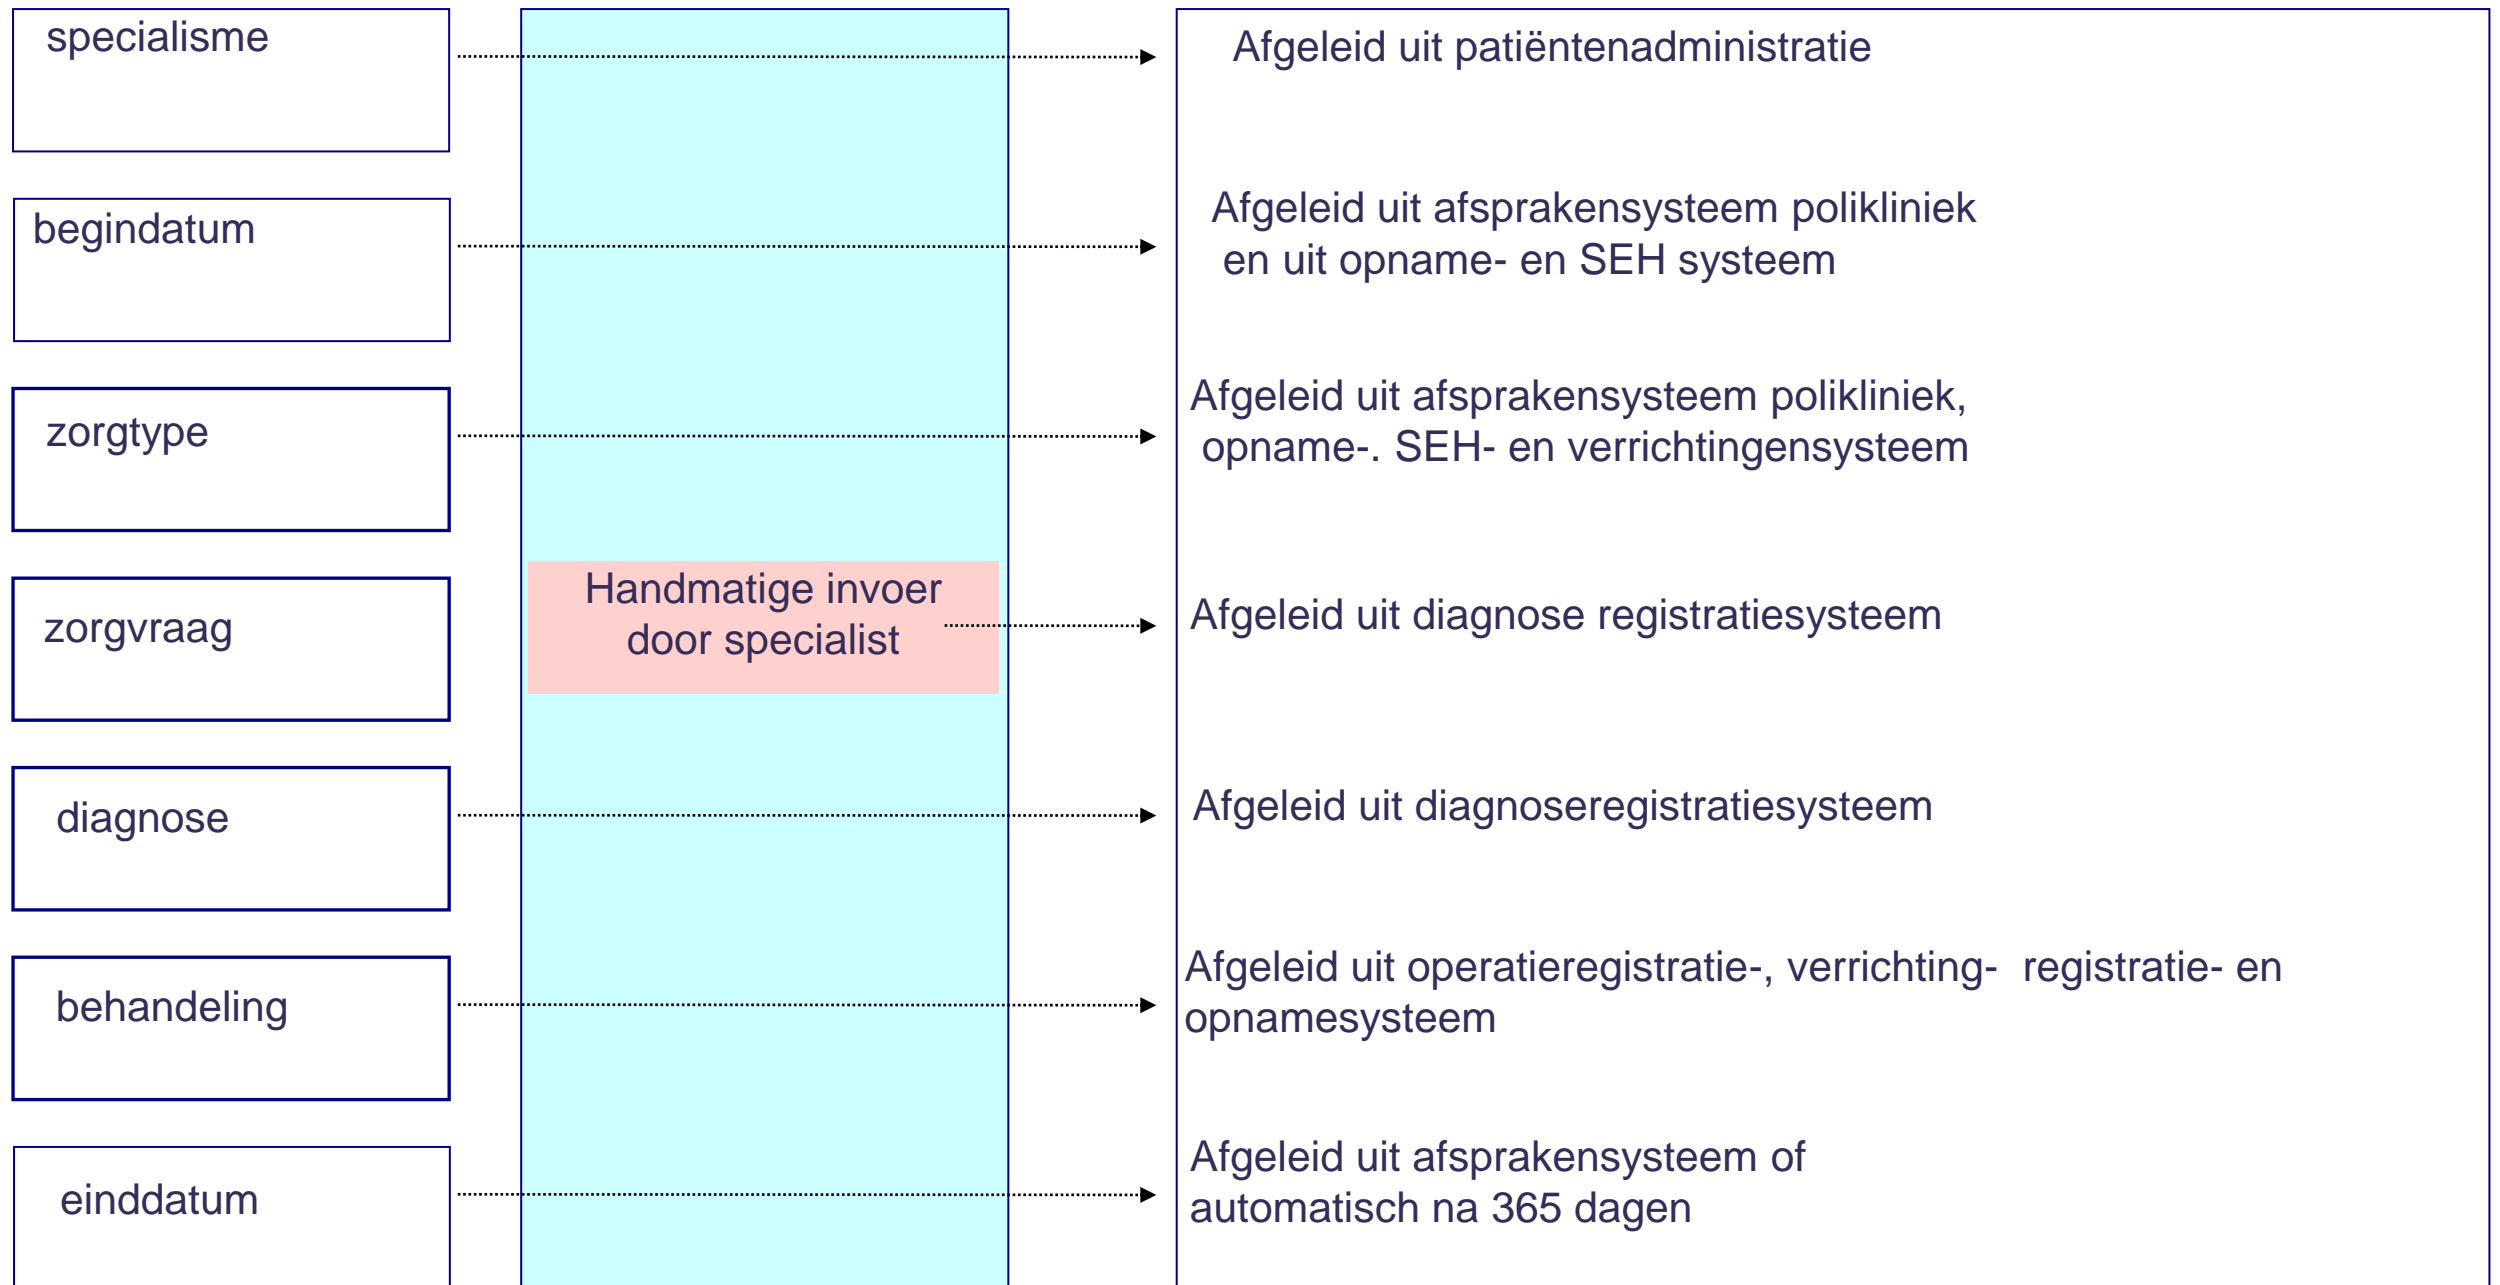 specialisme
Afgeleid uit patiëntenadministratie
begindatum
Afgeleid uit afsprakensysteem polikliniek
en uit opname- en SEH systeem
zorgtype
Afgeleid uit afsprakensysteem polikliniek,
opname-. SEH- en verrichtingensysteem
zorgvraag
Handmatige invoer
door specialist
Afgeleid uit diagnose registratiesysteem
diagnose
Afgeleid uit diagnoseregistratiesysteem
behandeling
Afgeleid uit operatieregistratie-, verrichting- registratie- en
opnamesysteem
einddatum
Afgeleid uit afsprakensysteem of
automatisch na 365 dagen